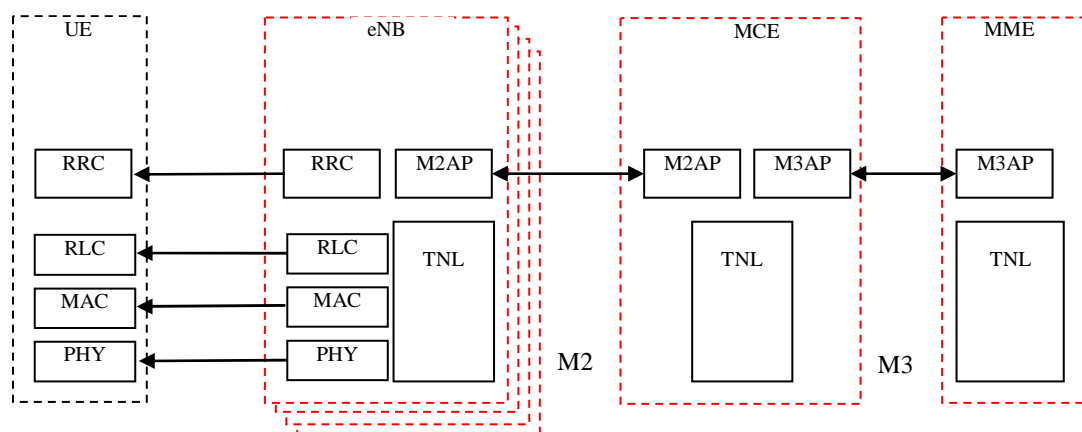 UE
eNB
MCE
MME
RRC
RRC
M2AP
M2AP
M3AP
M3AP
RLC
RLC
TNL
TNL
TNL
MAC
MAC
PHY
PHY
M2
M3